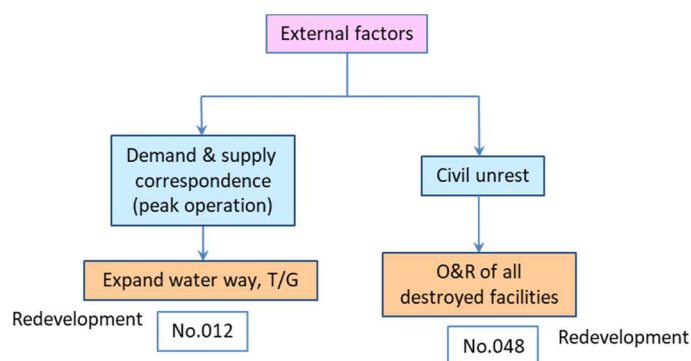 External factors
Demand & supply
correspondence
(peak operation)
Civil unrest
Expand water way, T/G
O&R of all
destroyed facilities
Redevelopment
No.012
No.048
Redevelopment